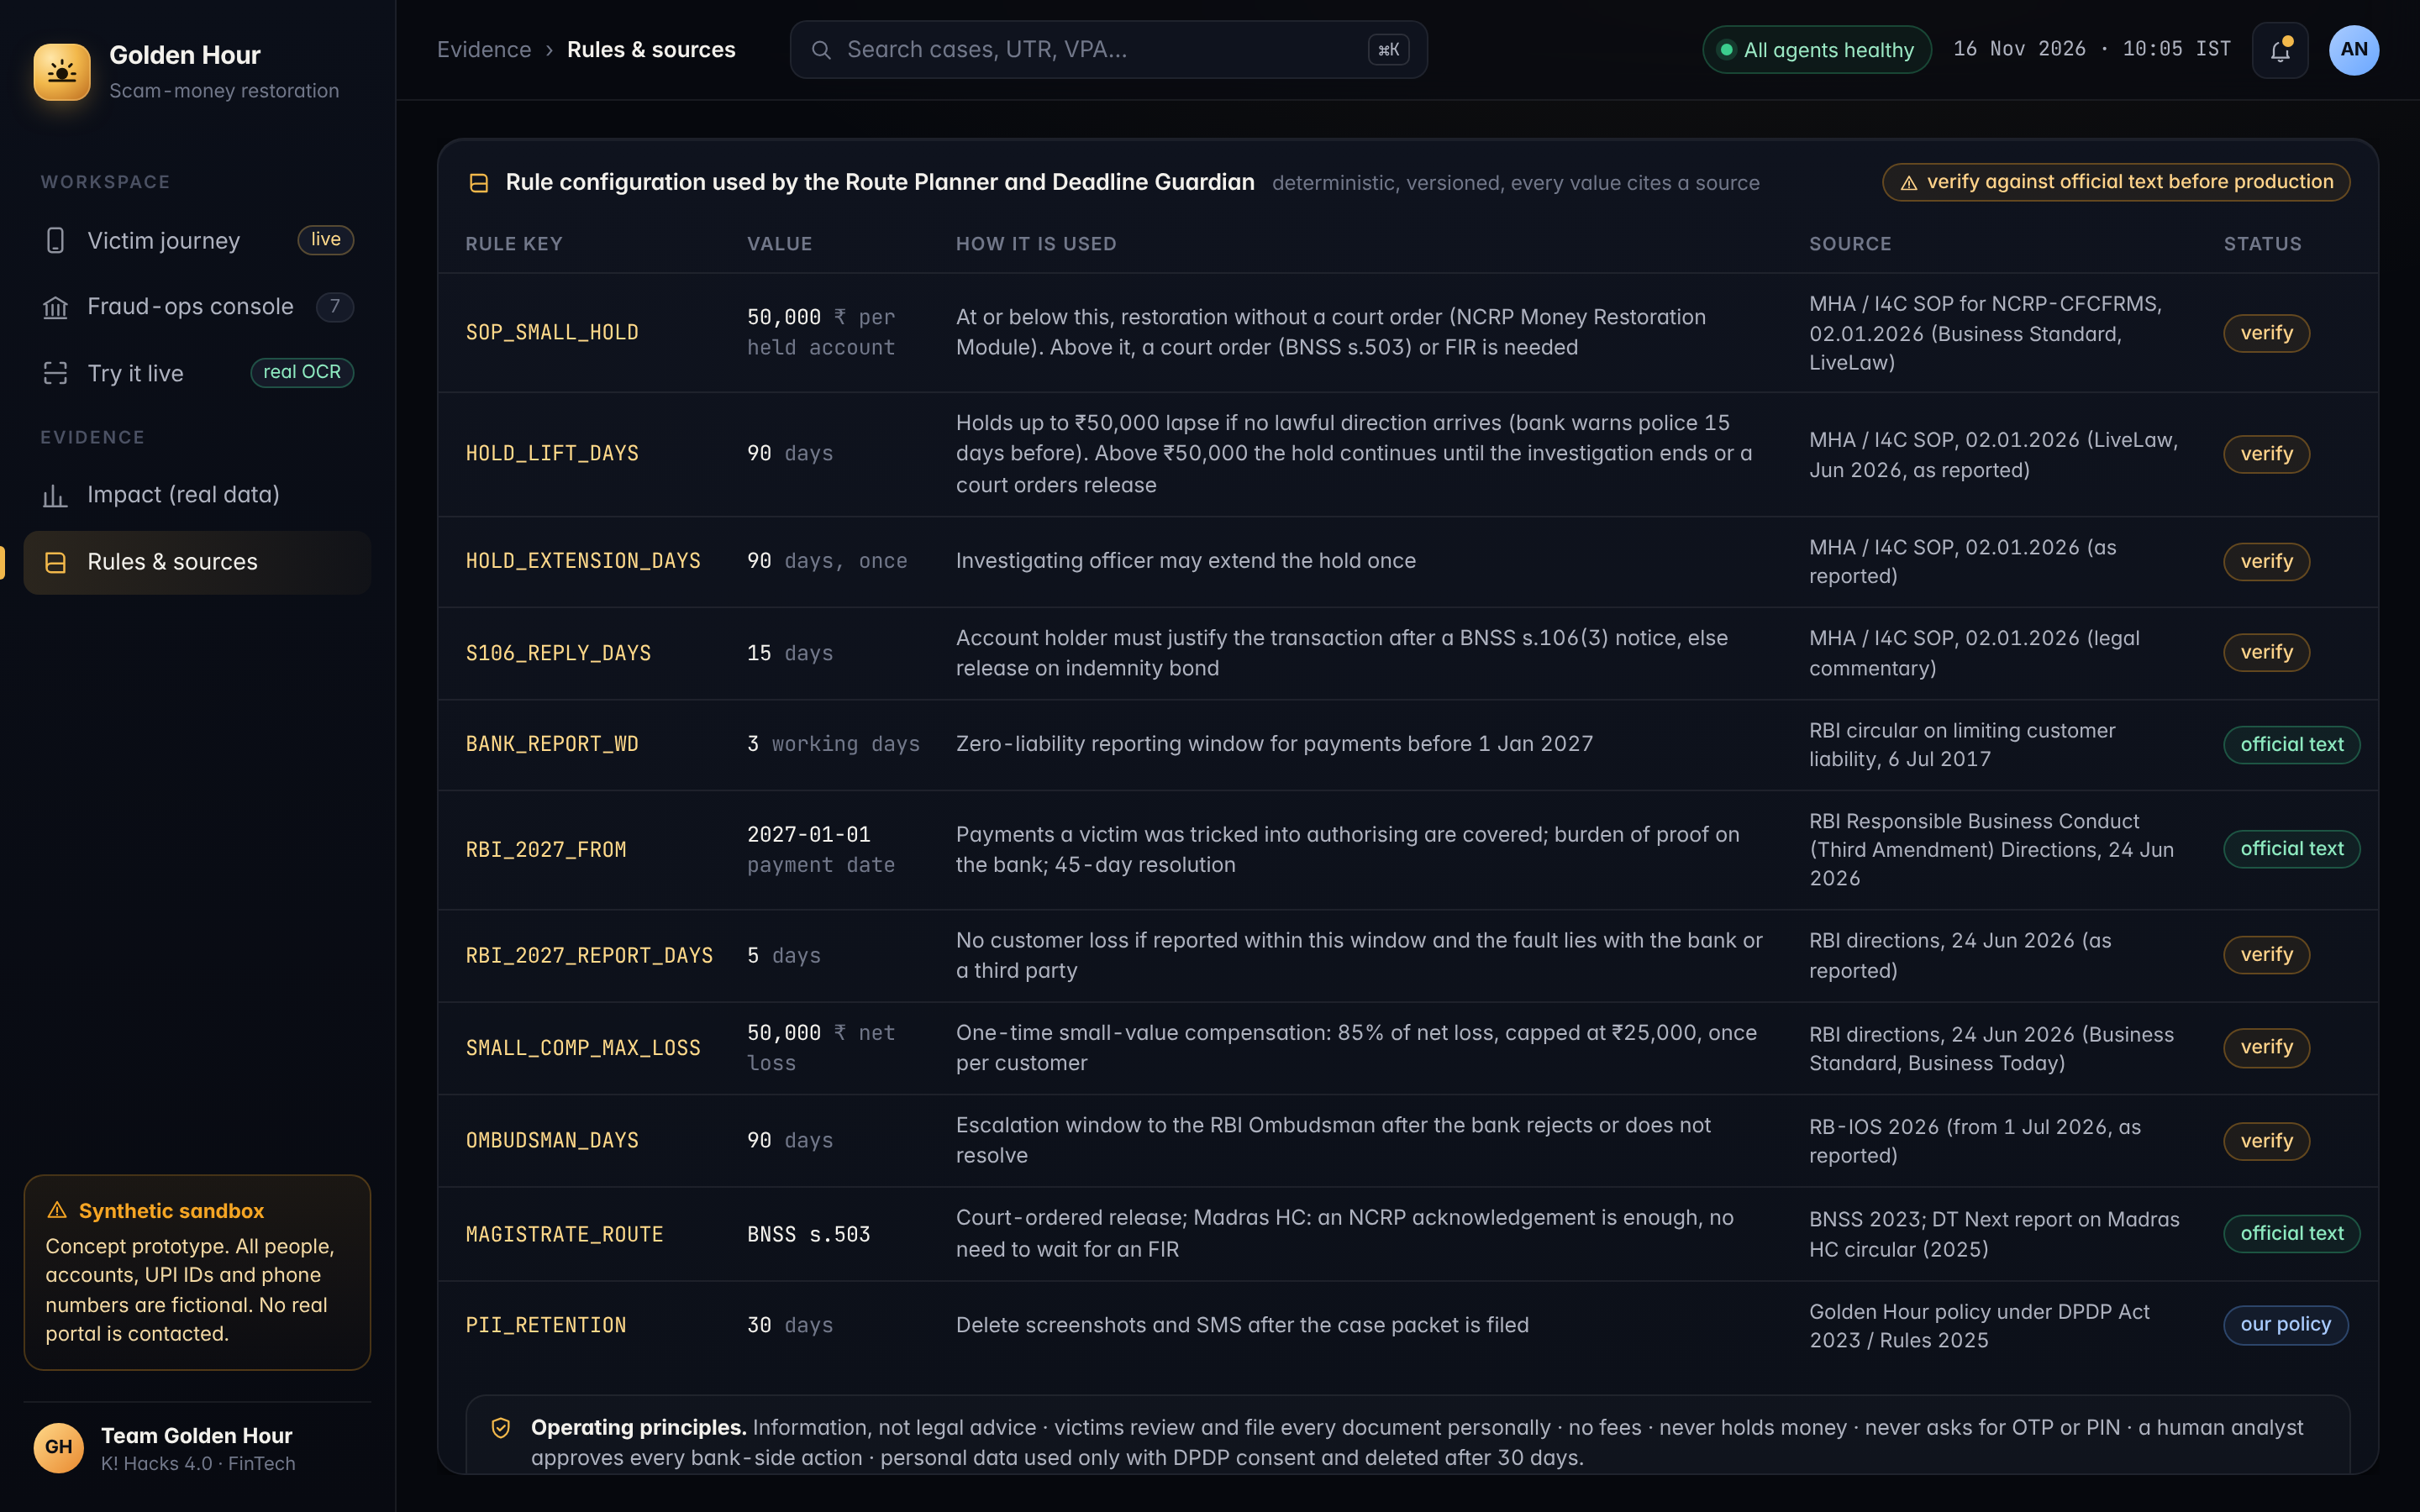 Golden Hour
Scam-money restoration
WORKSPACE
Victim journey live
Fraud-ops console 7
Try it live real OCR
EVIDENCE
Impact (real data)
Rules & sources
Synthetic sandbox
Concept prototype. All people,
accounts, UPI IDs and phone
numbers are fictional. No real
portal is contacted.
GH
Team Golden Hour
K! Hacks 4.0 · FinTech
Evidence › Rules & sources
Search cases, UTR, VPA... ⌘K
All agents healthy
16 Nov 2026 · 10:05 IST
AN
Rule configuration used by the Route Planner and Deadline Guardian deterministic, versioned, every value cites a source
verify against official text before production
RULE KEY VALUE HOW IT IS USED SOURCE STATUS
SOP_SMALL_HOLD
50,000 ₹ per
held account
At or below this, restoration without a court order (NCRP Money Restoration
Module). Above it, a court order (BNSS s.503) or FIR is needed
MHA / I4C SOP for NCRP-CFCFRMS,
02.01.2026 (Business Standard,
LiveLaw)
verify
HOLD_LIFT_DAYS
90 days
Holds up to ₹50,000 lapse if no lawful direction arrives (bank warns police 15
days before). Above ₹50,000 the hold continues until the investigation ends or a
court orders release
MHA / I4C SOP, 02.01.2026 (LiveLaw,
Jun 2026, as reported)
verify
HOLD_EXTENSION_DAYS
90 days, once
Investigating officer may extend the hold once
MHA / I4C SOP, 02.01.2026 (as
reported)
verify
S106_REPLY_DAYS
15 days
Account holder must justify the transaction after a BNSS s.106(3) notice, else
release on indemnity bond
MHA / I4C SOP, 02.01.2026 (legal
commentary)
verify
BANK_REPORT_WD
3 working days
Zero-liability reporting window for payments before 1 Jan 2027
RBI circular on limiting customer
liability, 6 Jul 2017
official text
RBI_2027_FROM
2027-01-01
payment date
Payments a victim was tricked into authorising are covered; burden of proof on
the bank; 45-day resolution
RBI Responsible Business Conduct
(Third Amendment) Directions, 24 Jun
2026
official text
RBI_2027_REPORT_DAYS
5 days
No customer loss if reported within this window and the fault lies with the bank or
a third party
RBI directions, 24 Jun 2026 (as
reported)
verify
SMALL_COMP_MAX_LOSS
50,000 ₹ net
loss
One-time small-value compensation: 85% of net loss, capped at ₹25,000, once
per customer
RBI directions, 24 Jun 2026 (Business
Standard, Business Today)
verify
OMBUDSMAN_DAYS
90 days
Escalation window to the RBI Ombudsman after the bank rejects or does not
resolve
RB-IOS 2026 (from 1 Jul 2026, as
reported)
verify
MAGISTRATE_ROUTE
BNSS s.503
Court-ordered release; Madras HC: an NCRP acknowledgement is enough, no
need to wait for an FIR
BNSS 2023; DT Next report on Madras
HC circular (2025)
official text
PII_RETENTION
30 days
Delete screenshots and SMS after the case packet is filed
Golden Hour policy under DPDP Act
2023 / Rules 2025
our policy
Operating principles. Information, not legal advice · victims review and file every document personally · no fees · never holds money · never asks for OTP or PIN · a human analyst
approves every bank-side action · personal data used only with DPDP consent and deleted after 30 days.